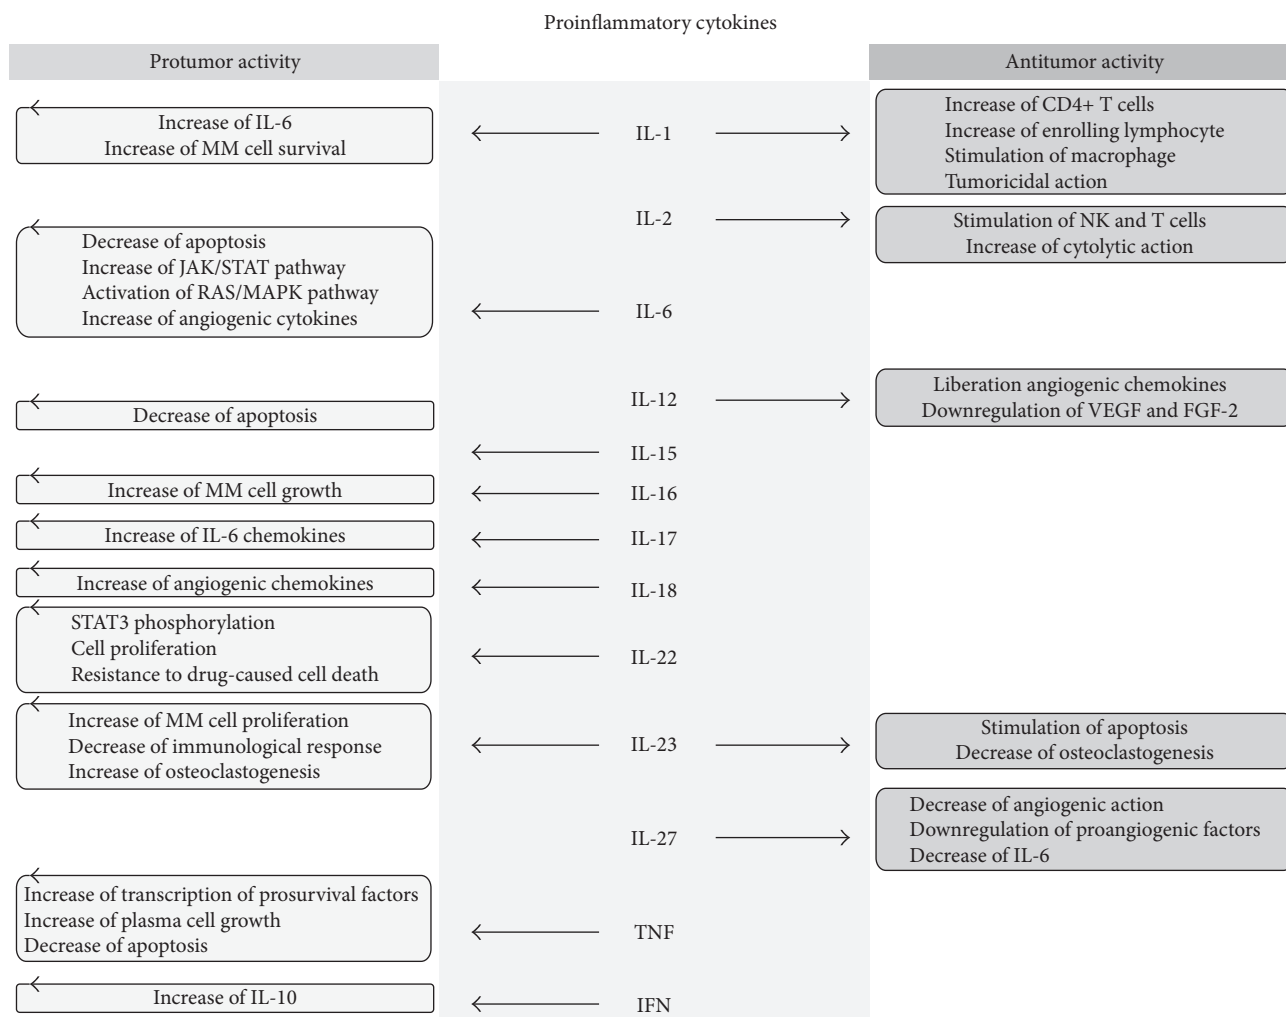 Proinflammatory cytokines
Protumor activity
Antitumor activity
Increase of IL-6
Increase of MM cell survival
IL-1
Increase of CD4+ T cells
Increase of enrolling lymphocyte
Stimulation of macrophage
Tumoricidal action
IL-2
Stimulation of NK and T cells
Increase of cytolytic action
Decrease of apoptosis
Increase of JAK/STAT pathway
Activation of RAS/MAPK pathway
Increase of angiogenic cytokines
IL-6
IL-12
Liberation angiogenic chemokines
Downregulation of VEGF and FGF-2
Decrease of apoptosis
IL-15
Increase of MM cell growth
IL-16
Increase of IL-6 chemokines
IL-17
Increase of angiogenic chemokines
IL-18
STAT3 phosphorylation
Cell proliferation
Resistance to drug-caused cell death
IL-22
Increase of MM cell proliferation
Decrease of immunological response
Increase of osteoclastogenesis
IL-23
Stimulation of apoptosis
Decrease of osteoclastogenesis
IL-27
Decrease of angiogenic action
Downregulation of proangiogenic factors
Decrease of IL-6
Increase of transcription of prosurvival factors
Increase of plasma cell growth
Decrease of apoptosis
TNF
Increase of IL-10
IFN